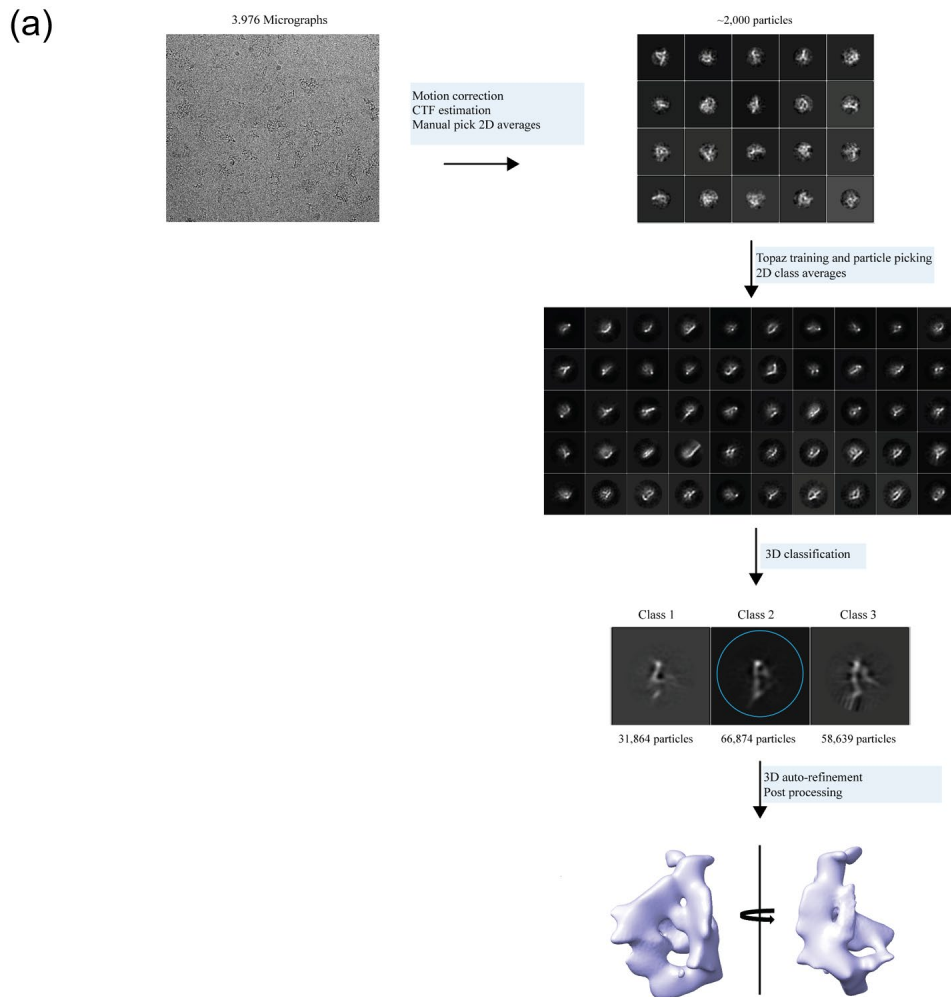 (a)
3.976 Micrographs
~2,000 particles
Motion correction
CTF estimation
Manual pick 2D averages
Topaz training and particle picking
2D class averages
3D classification
Class 1
Class 2
Class 3
31,864 particles
66,874 particles
58,639 particles
3D auto-refinement
Post processing